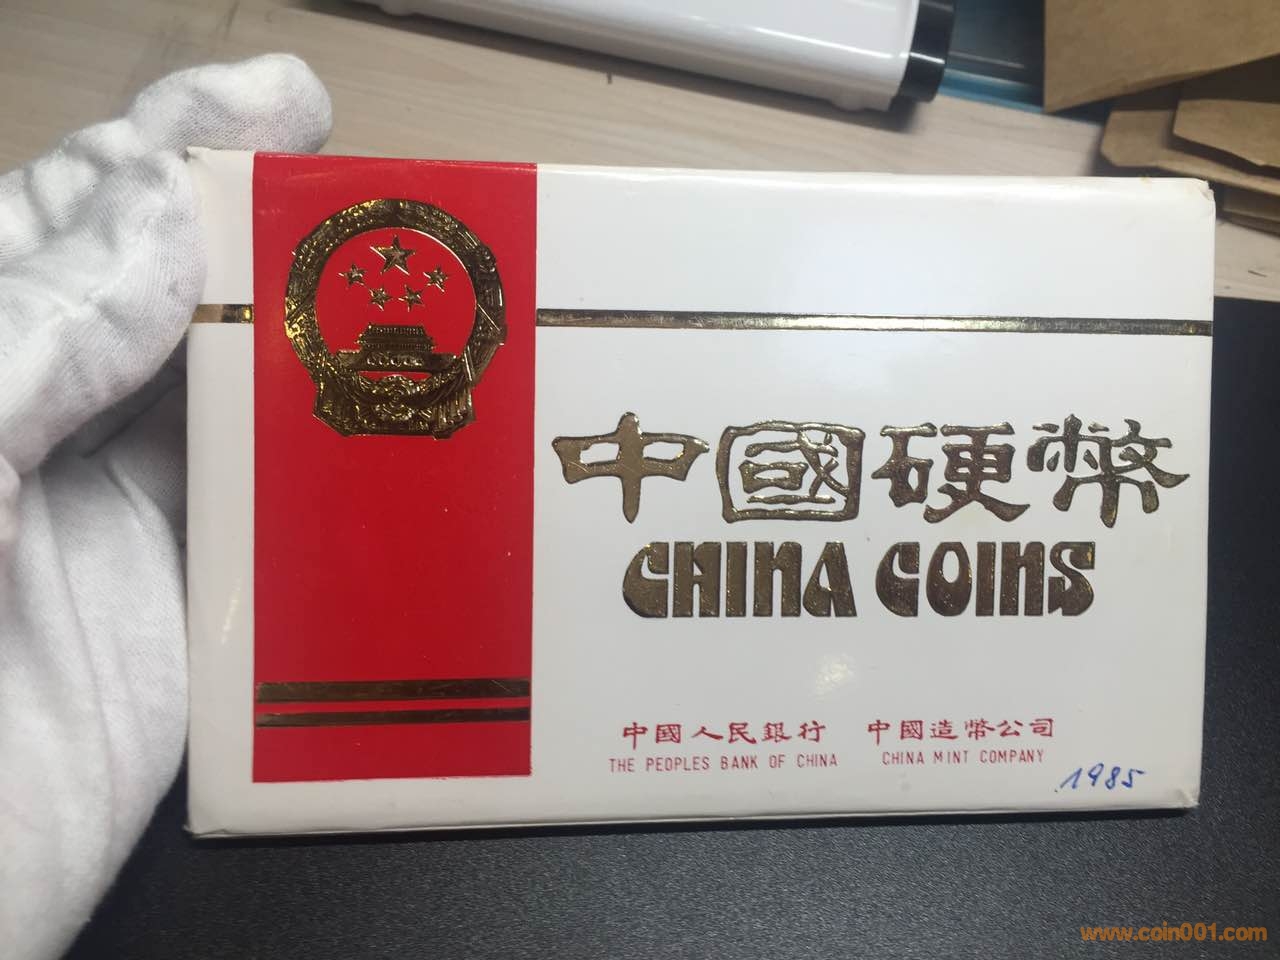 中國硬幣
CHINA COINS
中國人民銀行 中國造幣公司
THE PEOPLES BANK OF CHINA CHINA MINT COMPANY
1985
www.coin001.com